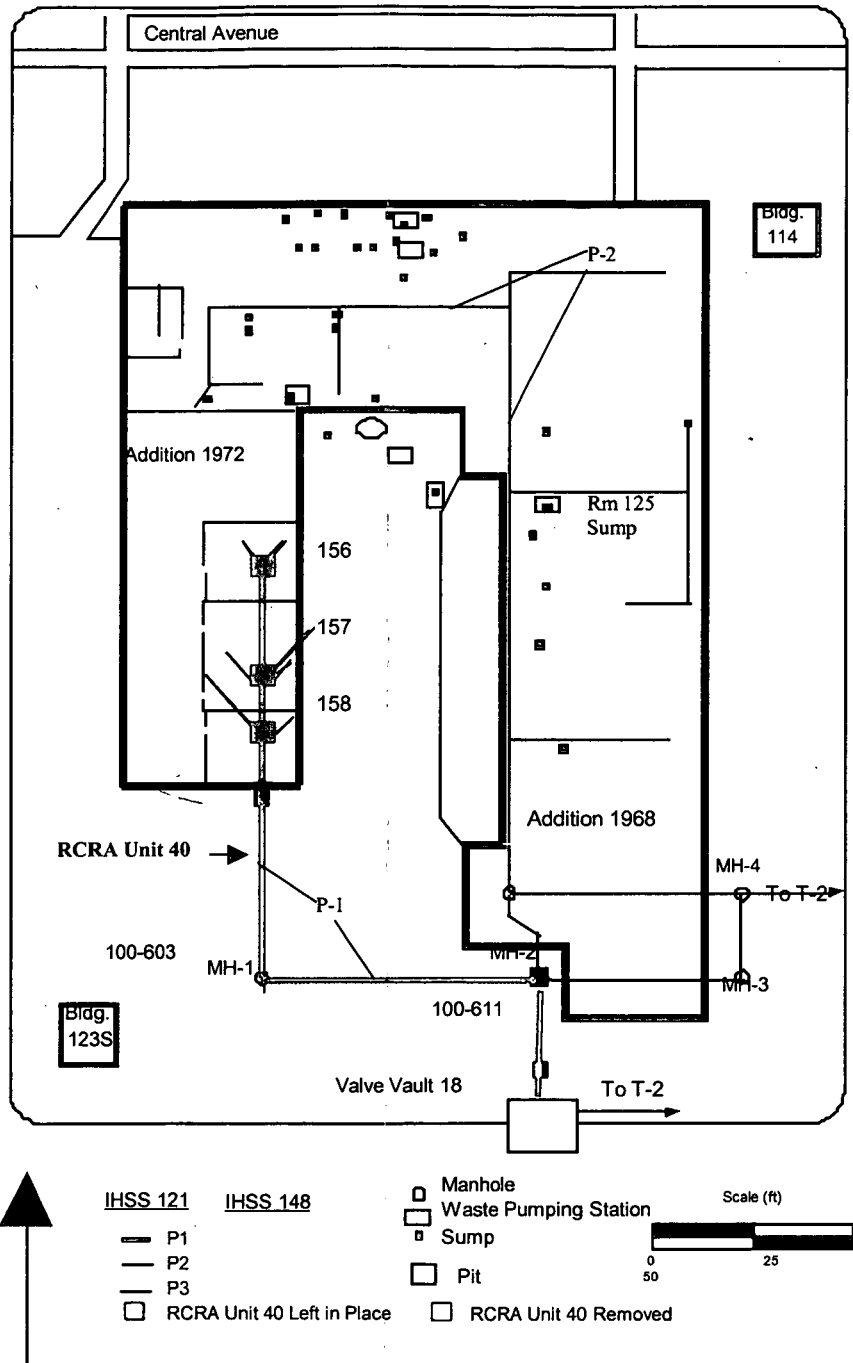 Central Avenue
Bldg.
114
P-2
Addition 1972
Rm 125
Sump
156
157
158
Addition 1968
RCRA Unit 40
MH-4
To T-2
P-1
100-603
MH-1
MH-2
MH-3
100-611
Bldg.
123S
Valve Vault 18
To T-2
IHSS 121
IHSS 148
P1
P2
P3
RCRA Unit 40 Left in Place
Manhole
Waste Pumping Station
Sump
Pit
RCRA Unit 40 Removed
Scale (ft)
0
25
50